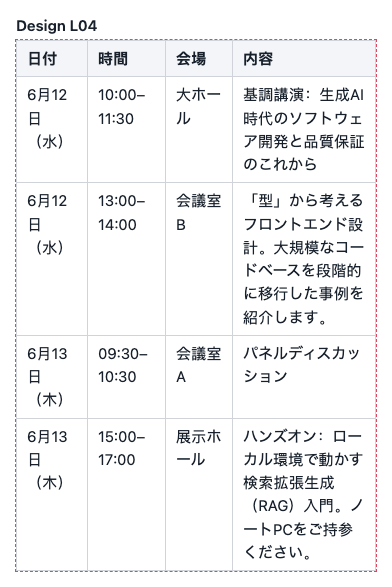 Design L04
日付 時間 会場 内容
6月12 10:00– 大ホー 基調講演：生成AI
日 11:30 ル 時代のソフトウェ
（水） ア開発と品質保証
のこれから
6月12 13:00– 会議室 「型」から考える
日 14:00 B フロントエンド設
（水） 計。大規模なコー
ドベースを段階的
に移行した事例を
紹介します。
6月13 09:30– 会議室 パネルディスカッ
日 10:30 A ション
（木）
6月13 15:00– 展示ホ ハンズオン：ロー
日 17:00 ール カル環境で動かす
（木） 検索拡張生成
（RAG）入門。ノ
ートPCをご持参
ください。